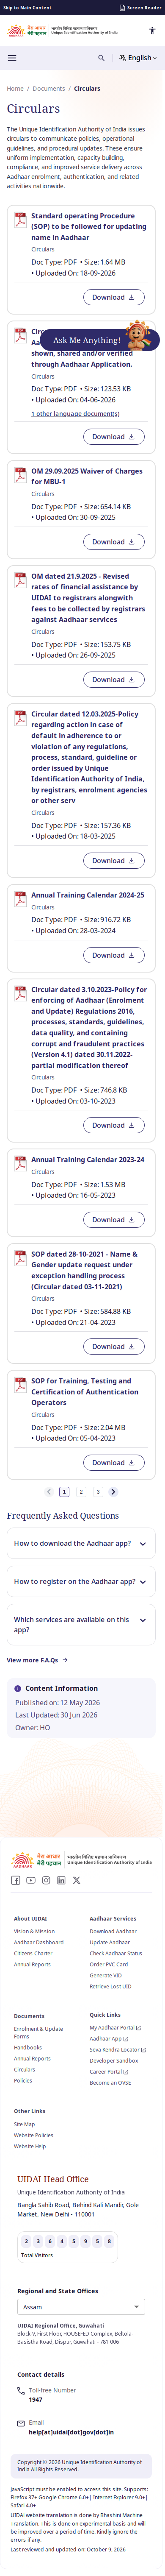 Skip to Main Content
Screen Reader
मेरा आधार
मेरी पहचान
भारतीय विशिष्ट पहचान प्राधिकरण
Unique Identification Authority of India
English
Home / Documents / Circulars
Circulars
The Unique Identification Authority of India issues
circulars to communicate policies, operational
guidelines, and procedural updates. These ensure
uniform implementation, capacity building,
compliance, and improved service delivery across
Aadhaar enrolment, authentication, and related
activities nationwide.
Standard operating Procedure
(SOP) to be followed for updating
name in Aadhaar
Circulars
Doc Type: PDF • Size: 1.64 MB
• Uploaded On: 18-09-2026
Download
Ask Me Anything!
shown, shared and/or verified
through Aadhaar Application.
Circulars
Doc Type: PDF • Size: 123.53 KB
• Uploaded On: 04-06-2026
1 other language document(s)
Download
OM 29.09.2025 Waiver of Charges
for MBU-1
Circulars
Doc Type: PDF • Size: 654.14 KB
• Uploaded On: 30-09-2025
Download
OM dated 21.9.2025 - Revised
rates of financial assistance by
UIDAI to registrars alongwith
fees to be collected by registrars
against Aadhaar services
Circulars
Doc Type: PDF • Size: 153.75 KB
• Uploaded On: 26-09-2025
Download
Circular dated 12.03.2025-Policy
regarding action in case of
default in adherence to or
violation of any regulations,
process, standard, guideline or
order issued by Unique
Identification Authority of India,
by registrars, enrolment agencies
or other serv
Circulars
Doc Type: PDF • Size: 157.36 KB
• Uploaded On: 18-03-2025
Download
Annual Training Calendar 2024-25
Circulars
Doc Type: PDF • Size: 916.72 KB
• Uploaded On: 28-03-2024
Download
Circular dated 3.10.2023-Policy for
enforcing of Aadhaar (Enrolment
and Update) Regulations 2016,
processes, standards, guidelines,
data quality, and containing
corrupt and fraudulent practices
(Version 4.1) dated 30.11.2022-
partial modification thereof
Circulars
Doc Type: PDF • Size: 746.8 KB
• Uploaded On: 03-10-2023
Download
Annual Training Calendar 2023-24
Circulars
Doc Type: PDF • Size: 1.53 MB
• Uploaded On: 16-05-2023
Download
SOP dated 28-10-2021 - Name &
Gender update request under
exception handling process
(Circular dated 03-11-2021)
Circulars
Doc Type: PDF • Size: 584.88 KB
• Uploaded On: 21-04-2023
Download
SOP for Training, Testing and
Certification of Authentication
Operators
Circulars
Doc Type: PDF • Size: 2.04 MB
• Uploaded On: 05-04-2023
Download
1 2 3
Frequently Asked Questions
How to download the Aadhaar app?
How to register on the Aadhaar app?
Which services are available on this
app?
View more F.A.Qs
Content Information
Published on: 12 May 2026
Last Updated: 30 Jun 2026
Owner: HO
मेरा आधार
मेरी पहचान
भारतीय विशिष्ट पहचान प्राधिकरण
Unique Identification Authority of India
About UIDAI
Vision & Mission
Aadhaar Dashboard
Citizens Charter
Annual Reports
Aadhaar Services
Download Aadhaar
Update Aadhaar
Check Aadhaar Status
Order PVC Card
Generate VID
Retrieve Lost UID
Documents
Enrolment & Update
Forms
Handbooks
Annual Reports
Circulars
Policies
Quick Links
My Aadhaar Portal
Aadhaar App
Seva Kendra Locator
Developer Sandbox
Career Portal
Become an OVSE
Other Links
Site Map
Website Policies
Website Help
UIDAI Head Office
Unique Identification Authority of India
Bangla Sahib Road, Behind Kali Mandir, Gole
Market, New Delhi - 110001
2 3 6 4 5 9 5 8
Total Visitors
Regional and State Offices
Assam
UIDAI Regional Office, Guwahati
Block-V, First Floor, HOUSEFED Complex, Beltola-
Basistha Road, Dispur, Guwahati - 781 006
Contact details
Toll-free Number
1947
Email
help[at]uidai[dot]gov[dot]in
Copyright © 2026 Unique Identification Authority of
India All Rights Reserved.
JavaScript must be enabled to access this site. Supports:
Firefox 37+ Google Chrome 6.0+| Internet Explorer 9.0+|
Safari 4.0+
UIDAI website translation is done by Bhashini Machine
Translation. This is done on experimental basis and will
be improved over a period of time. Kindly ignore the
errors if any.
Last reviewed and updated on: October 9, 2026